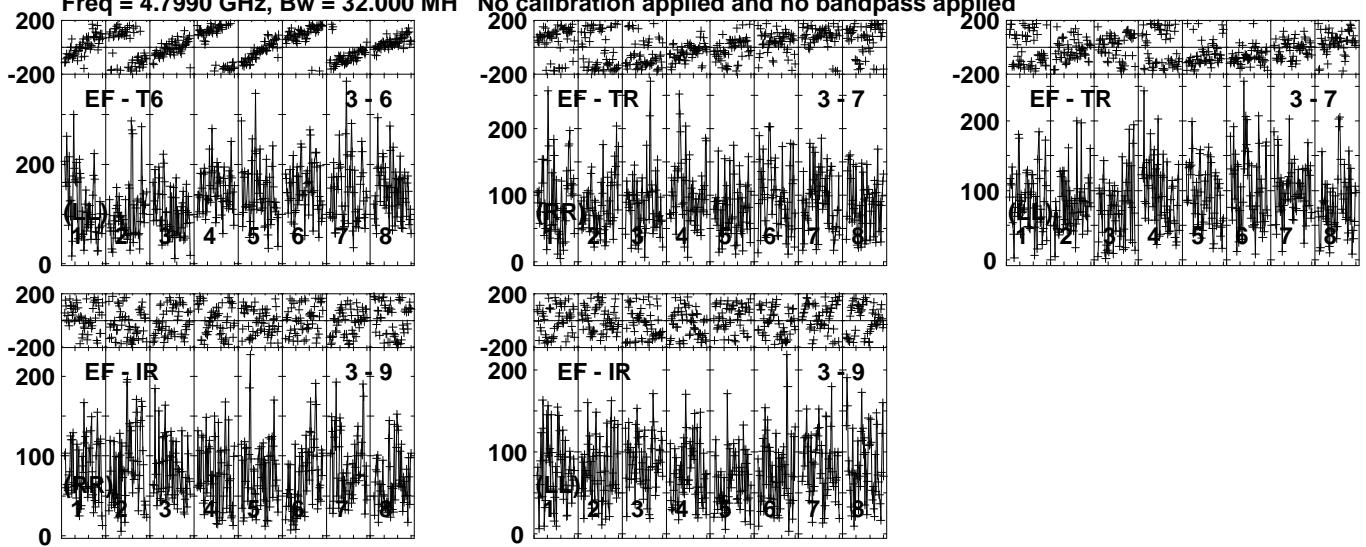 Freq = 4.7990 GHz, Bw = 32.000 MH No calibration applied and no bandpass applied
200
-200
EF - T6 3 - 6
200
(LL)
1 2 3 4 5 6 7 8
0
200
-200
EF - TR 3 - 7
200
100
(RR)
1 2 3 4 5 6 7 8
0
200
-200
EF - TR 3 - 7
200
100
(LL)
1 2 3 4 5 6 7 8
0
200
-200
EF - IR 3 - 9
200
100
(RR)
1 2 3 4 5 6 7 8
0
200
-200
EF - IR 3 - 9
200
100
(LL)
1 2 3 4 5 6 7 8
0